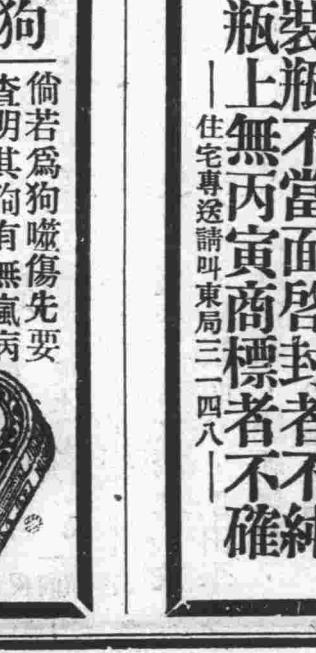 裝瓶不當面啓封者不純
瓶上無丙寅商標者不確
住宅專送請叫東局三一四八
狗
倘若爲狗噬傷先要
查明其狗有無瘋病